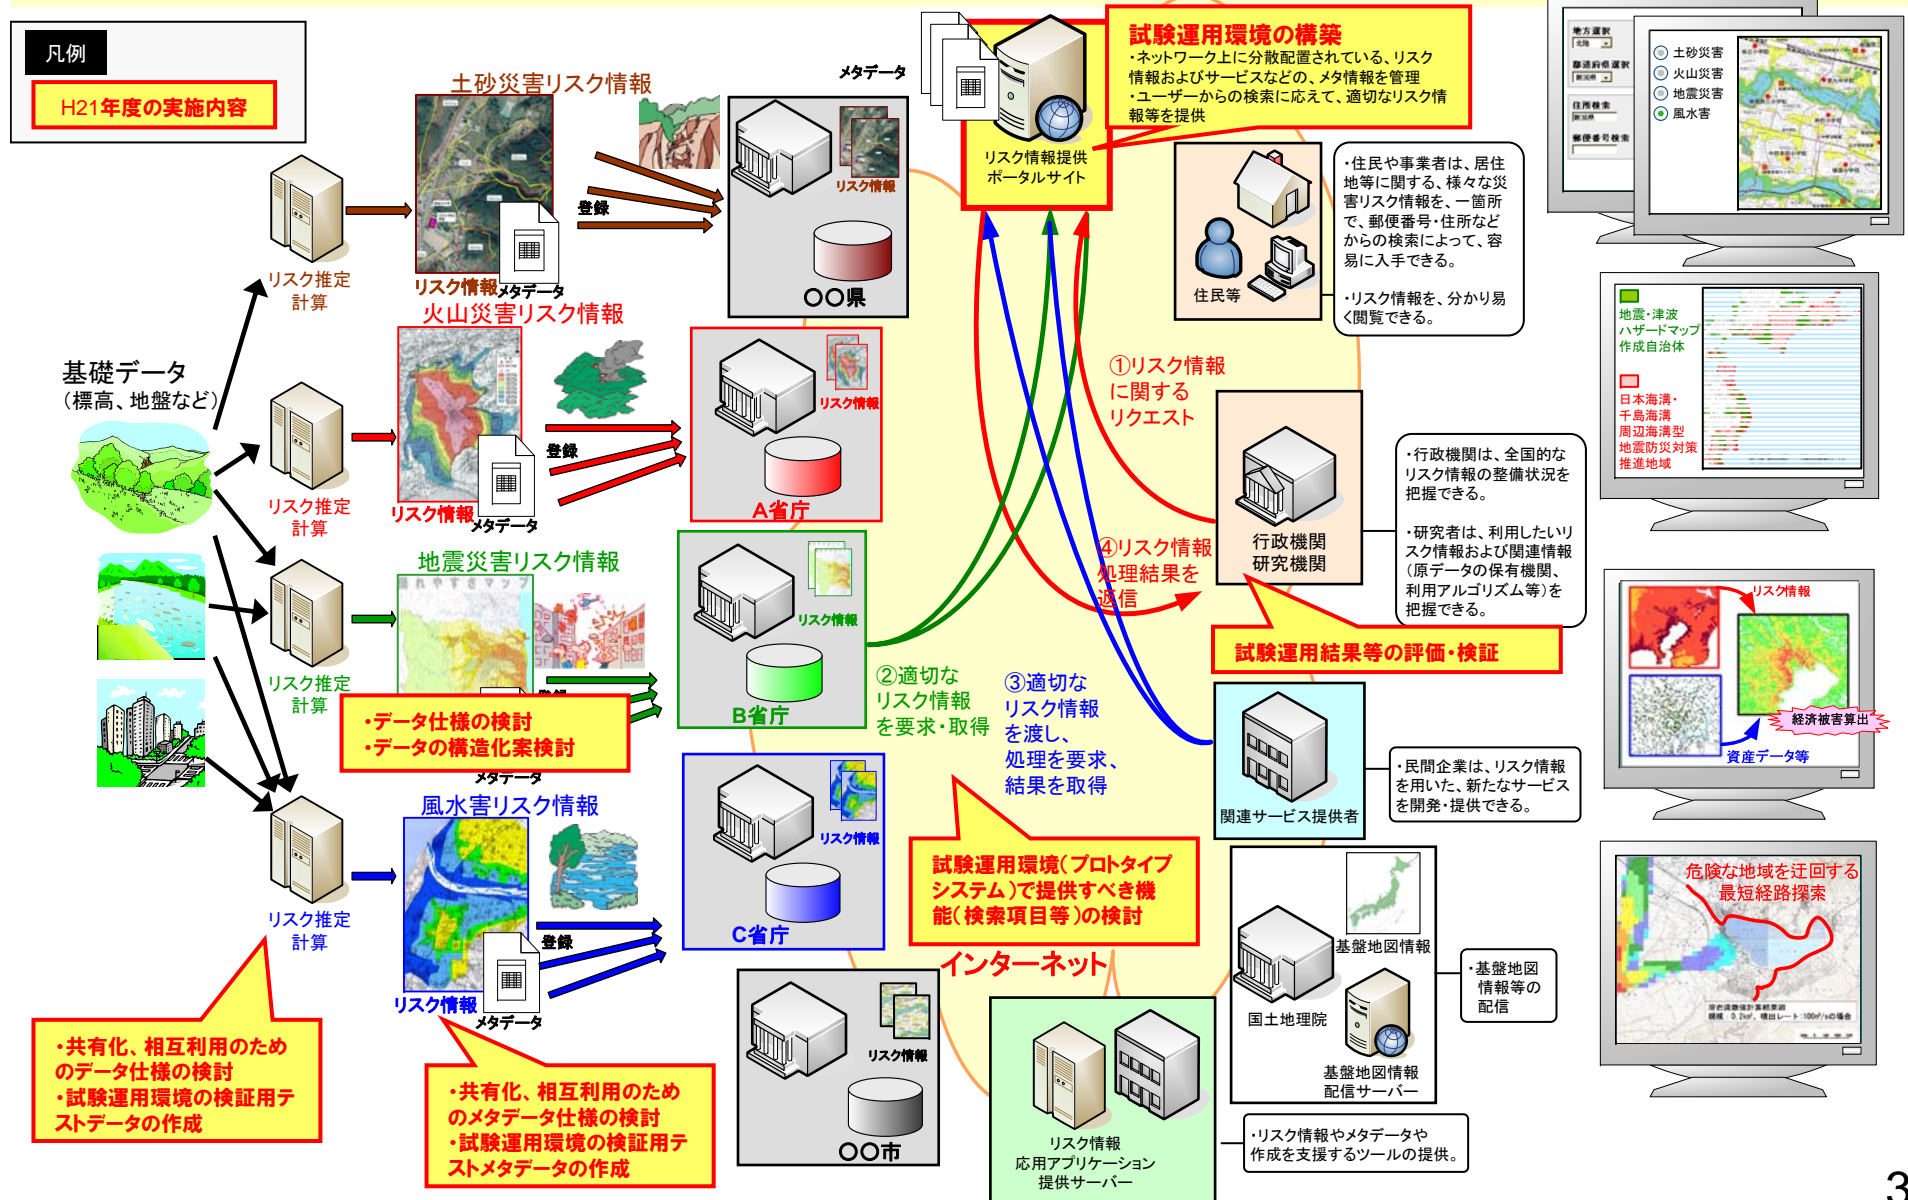 凡例
H21年度の実施内容
基礎データ
（標高、地盤など）
リスク推定
計算
リスク推定
計算
リスク推定
計算
リスク推定
計算
土砂災害リスク情報
リスク情報
メタデータ
登録
火山災害リスク情報
リスク情報
メタデータ
登録
地震災害リスク情報
揺れやすさマップ
登録
メタデータ
・データ仕様の検討
・データの構造化案検討
風水害リスク情報
リスク情報
メタデータ
登録
・共有化、相互利用のため
のデータ仕様の検討
・試験運用環境の検証用テ
ストデータの作成
・共有化、相互利用のため
のメタデータ仕様の検討
・試験運用環境の検証用テ
ストメタデータの作成
リスク情報
〇〇県
リスク情報
A省庁
リスク情報
B省庁
リスク情報
C省庁
リスク情報
〇〇市
メタデータ
リスク情報提供
ポータルサイト
試験運用環境の構築
・ネットワーク上に分散配置されている、リスク
情報およびサービスなどの、メタ情報を管理
・ユーザーからの検索に応えて、適切なリスク情
報等を提供
住民等
・住民や事業者は、居住
地等に関する、様々な災
害リスク情報を、一箇所
で、郵便番号・住所など
からの検索によって、容
易に入手できる。
・リスク情報を、分かり易
く閲覧できる。
①リスク情報
に関する
リクエスト
②適切な
リスク情報
を要求・取得
③適切な
リスク情報
を渡し、
処理を要求、
結果を取得
④リスク情報
処理結果を
返信
行政機関
研究機関
・行政機関は、全国的な
リスク情報の整備状況を
把握できる。
・研究者は、利用したいリ
スク情報および関連情報
（原データの保有機関、
利用アルゴリズム等）を
把握できる。
試験運用結果等の評価・検証
関連サービス提供者
・民間企業は、リスク情報
を用いた、新たなサービス
を開発・提供できる。
試験運用環境（プロトタイプ
システム）で提供すべき機
能（検索項目等）の検討
インターネット
国土地理院
基盤地図情報
基盤地図情報
配信サーバー
・基盤地図
情報等の
配信
リスク情報
応用アプリケーション
提供サーバー
・リスク情報やメタデータや
作成を支援するツールの提供。
地方選択
北陸
都道府県選択
新潟県
住所検索
新潟県
郵便番号検索
土砂災害
火山災害
地震災害
風水害
地震・津波
ハザードマップ
作成自治体
日本海溝・
千島海溝
周辺海溝型
地震防災対策
推進地域
リスク情報
経済被害算出
資産データ等
危険な地域を迂回する
最短経路探索
3